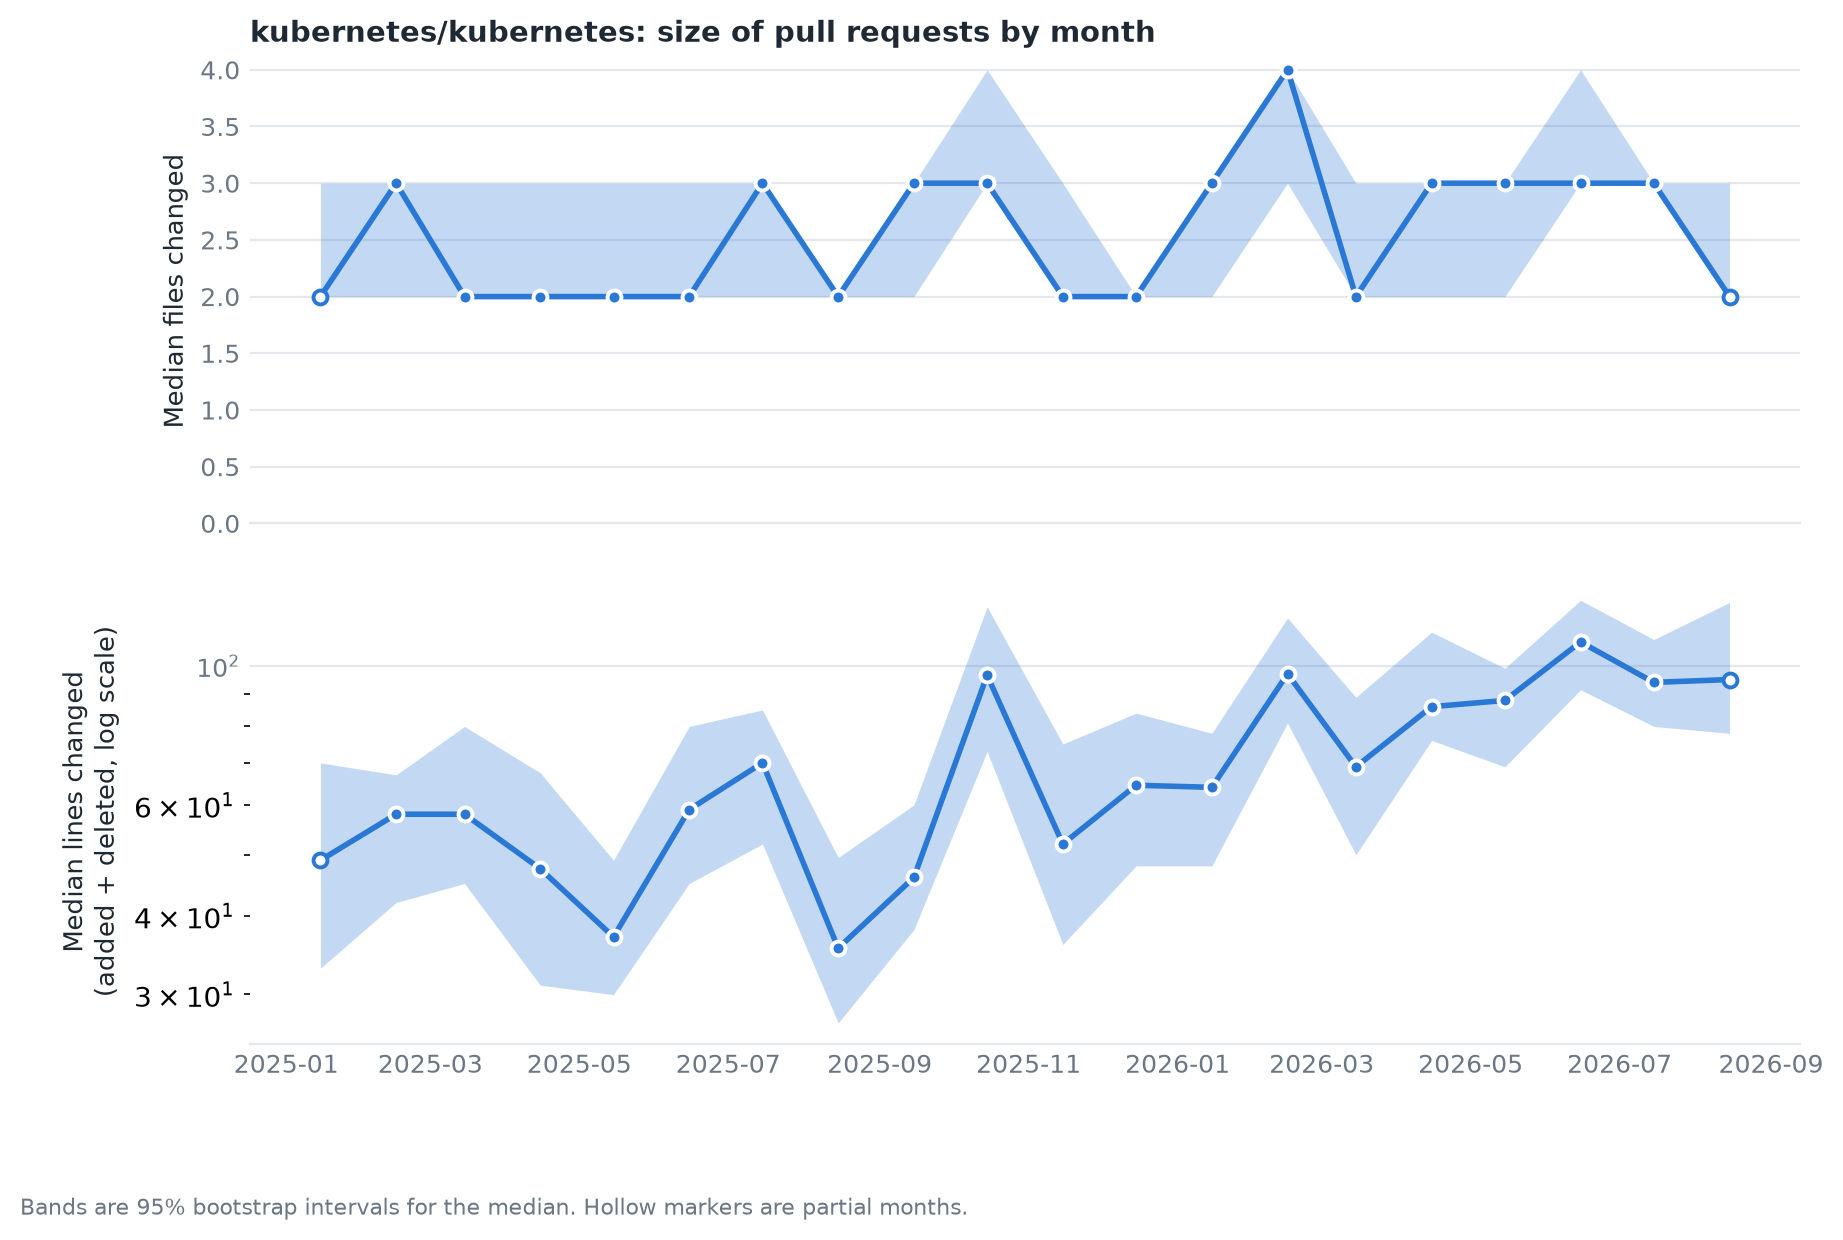 kubernetes/kubernetes: size of pull requests by month
Median files changed
4.0
3.5
3.0
2.5
2.0
1.5
1.0
0.5
0.0
Median lines changed
(added + deleted, log scale)
10²
6 × 10¹
4 × 10¹
3 × 10¹
2025-01 2025-03 2025-05 2025-07 2025-09 2025-11 2026-01 2026-03 2026-05 2026-07 2026-09
Bands are 95% bootstrap intervals for the median. Hollow markers are partial months.